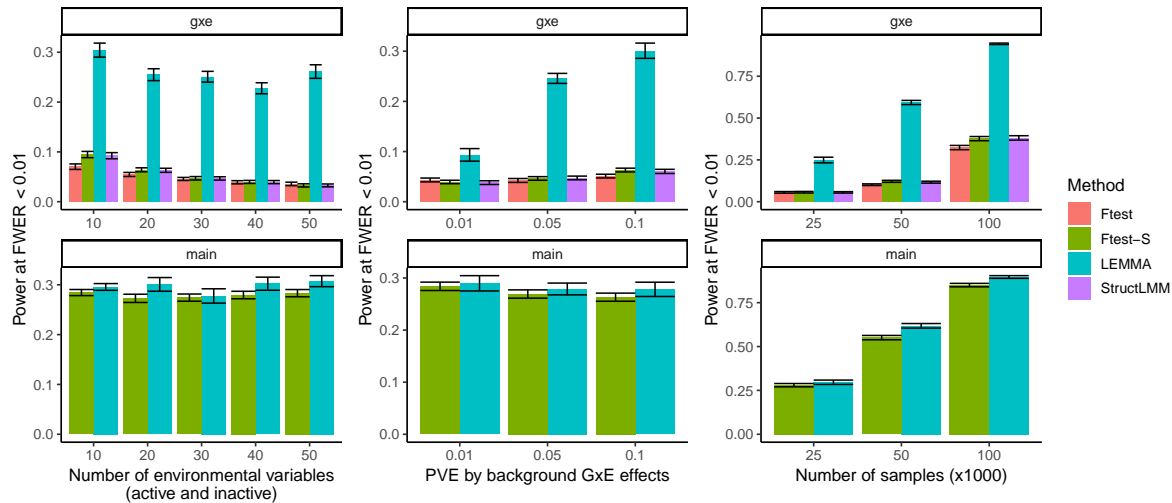 gxe
gxe
gxe
Power at FWER < 0.01
0.3
0.2
0.1
0.0
10
20
30
40
50
Power at FWER < 0.01
0.3
0.2
0.1
0.0
0.01
0.05
0.1
Power at FWER < 0.01
0.75
0.50
0.25
0.00
25
50
100
main
main
main
0.3
0.2
0.1
0.0
10
20
30
40
50
Number of environmental variables
(active and inactive)
0.3
0.2
0.1
0.0
0.01
0.05
0.1
PVE by background GxE effects
0.75
0.50
0.25
0.00
25
50
100
Number of samples (x1000)
Method
Ftest
Ftest−S
LEMMA
StructLMM